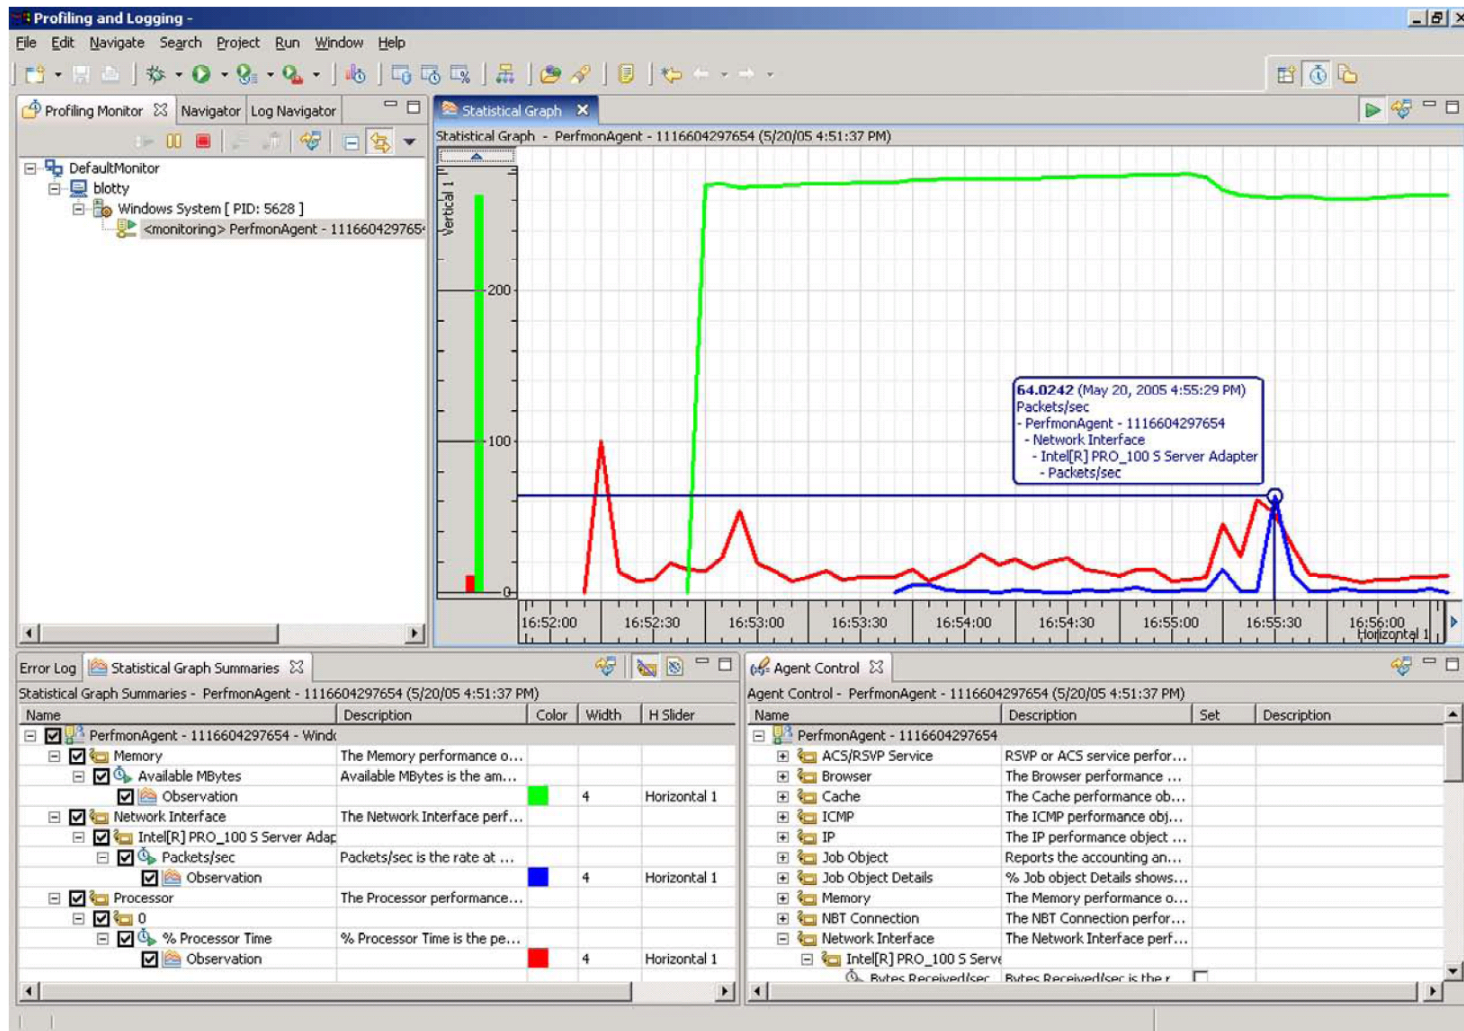 Profiling and Logging -
File Edit Navigate Search Project Run Window Help
Profiling Monitor Navigator Log Navigator
DefaultMonitor
blotty
Windows System [ PID: 5628 ]
<monitoring> PerfmonAgent - 111660429765
Statistical Graph
Statistical Graph - PerfmonAgent - 1116604297654 (5/20/05 4:51:37 PM)
Vertical 1
200
100
0
64.0242 (May 20, 2005 4:55:29 PM)
Packets/sec
- PerfmonAgent - 1116604297654
- Network Interface
- Intel[R] PRO_100 S Server Adapter
- Packets/sec
16:52:00 16:52:30 16:53:00 16:53:30 16:54:00 16:54:30 16:55:00 16:55:30 16:56:00
Horizontal 1
Error Log Statistical Graph Summaries
Statistical Graph Summaries - PerfmonAgent - 1116604297654 (5/20/05 4:51:37 PM)
Name Description Color Width H Slider
PerfmonAgent - 1116604297654 - Windo
Memory The Memory performance o...
Available MBytes Available MBytes is the am...
Observation 4 Horizontal 1
Network Interface The Network Interface perf...
Intel[R] PRO_100 S Server Adap
Packets/sec Packets/sec is the rate at ...
Observation 4 Horizontal 1
Processor The Processor performance...
0
% Processor Time % Processor Time is the pe...
Observation 4 Horizontal 1
Agent Control
Agent Control - PerfmonAgent - 1116604297654 (5/20/05 4:51:37 PM)
Name Description Set Description
PerfmonAgent - 1116604297654
ACS/RSVP Service RSVP or ACS service perfor...
Browser The Browser performance ...
Cache The Cache performance ob...
ICMP The ICMP performance obj...
IP The IP performance object ...
Job Object Reports the accounting an...
Job Object Details % Job object Details shows...
Memory The Memory performance o...
NBT Connection The NBT Connection perfor...
Network Interface The Network Interface perf...
Intel[R] PRO_100 S Serve
Bytes Received/sec Bytes Received/sec is the r